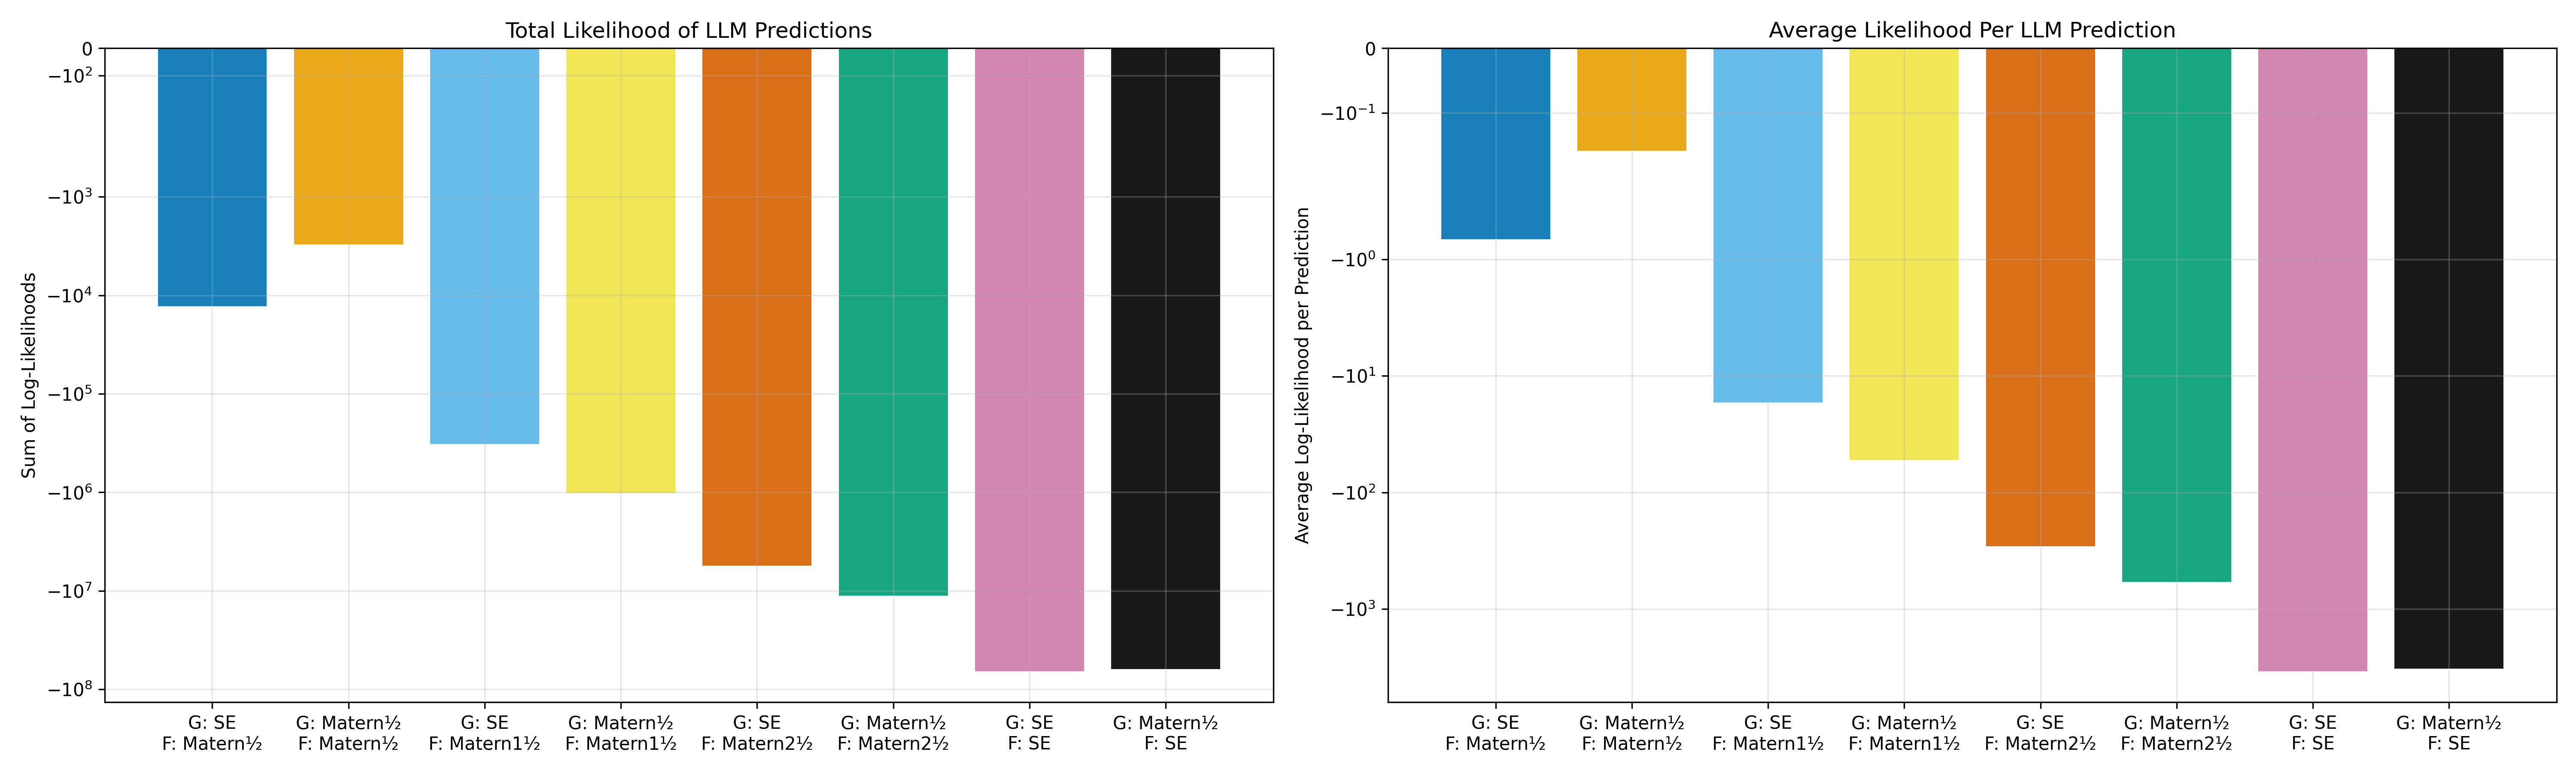 Total Likelihood of LLM Predictions
Sum of Log-Likelihoods
0
−10²
−10³
−10⁴
−10⁵
−10⁶
−10⁷
−10⁸
G: SE
F: Matern½
G: Matern½
F: Matern½
G: SE
F: Matern1½
G: Matern½
F: Matern1½
G: SE
F: Matern2½
G: Matern½
F: Matern2½
G: SE
F: SE
G: Matern½
F: SE
Average Likelihood Per LLM Prediction
Average Log-Likelihood per Prediction
0
−10⁻¹
−10⁰
−10¹
−10²
−10³
G: SE
F: Matern½
G: Matern½
F: Matern½
G: SE
F: Matern1½
G: Matern½
F: Matern1½
G: SE
F: Matern2½
G: Matern½
F: Matern2½
G: SE
F: SE
G: Matern½
F: SE